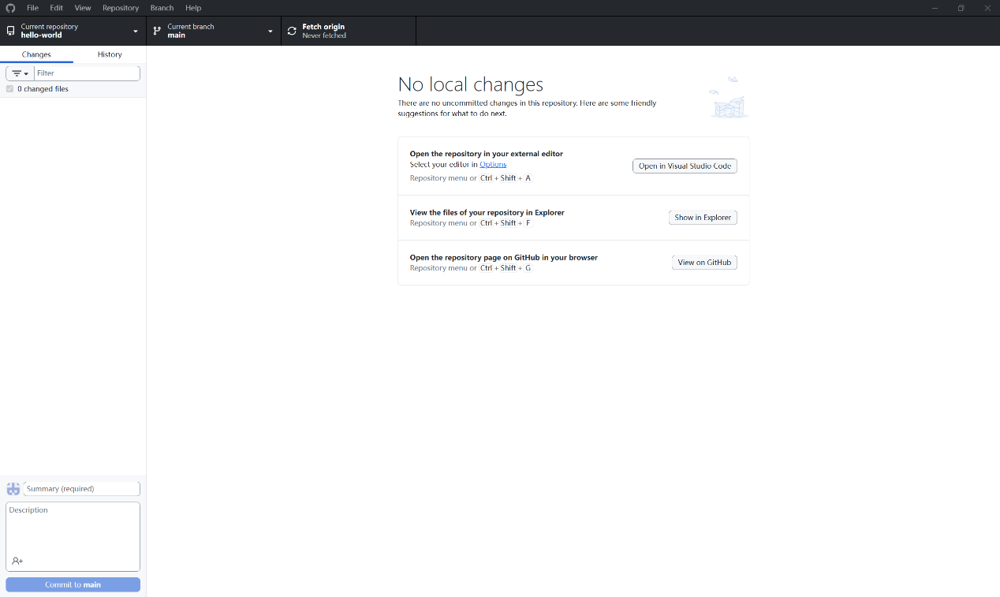 File Edit View Repository Branch Help
Current repository
hello-world
Current branch
main
Fetch origin
Never fetched
Changes History
Filter
0 changed files
No local changes
There are no uncommitted changes in this repository. Here are some friendly
suggestions for what to do next.
Open the repository in your external editor
Select your editor in Options
Repository menu or Ctrl + Shift + A
Open in Visual Studio Code
View the files of your repository in Explorer
Repository menu or Ctrl + Shift + F
Show in Explorer
Open the repository page on GitHub in your browser
Repository menu or Ctrl + Shift + G
View on GitHub
Summary (required)
Description
Commit to main